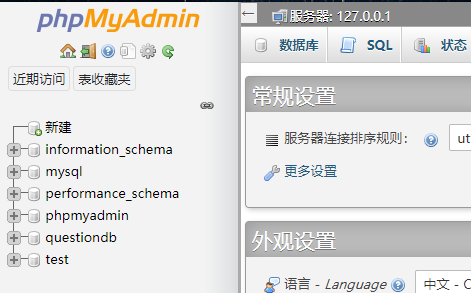 phpMyAdmin
近期访问 表收藏夹
新建
information_schema
mysql
performance_schema
phpmyadmin
questiondb
test
服务器: 127.0.0.1
数据库 SQL 状态
常规设置
服务器连接排序规则： ut
更多设置
外观设置
语言 - Language 中文 - C